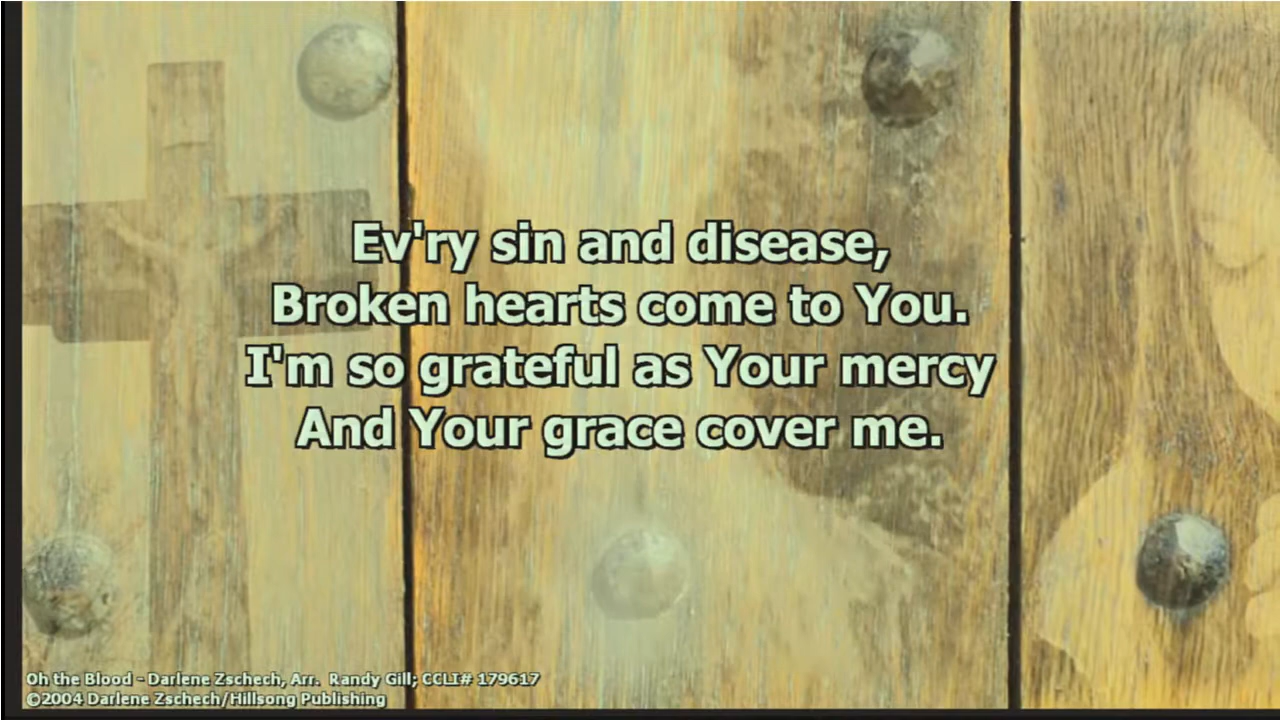 Ev'ry sin and disease,
Broken hearts come to You.
I'm so grateful as Your mercy
And Your grace cover me.
Oh the Blood - Darlene Zschech, Arr. Randy Gill; CCLI# 179617
©2004 Darlene Zschech/Hillsong Publishing